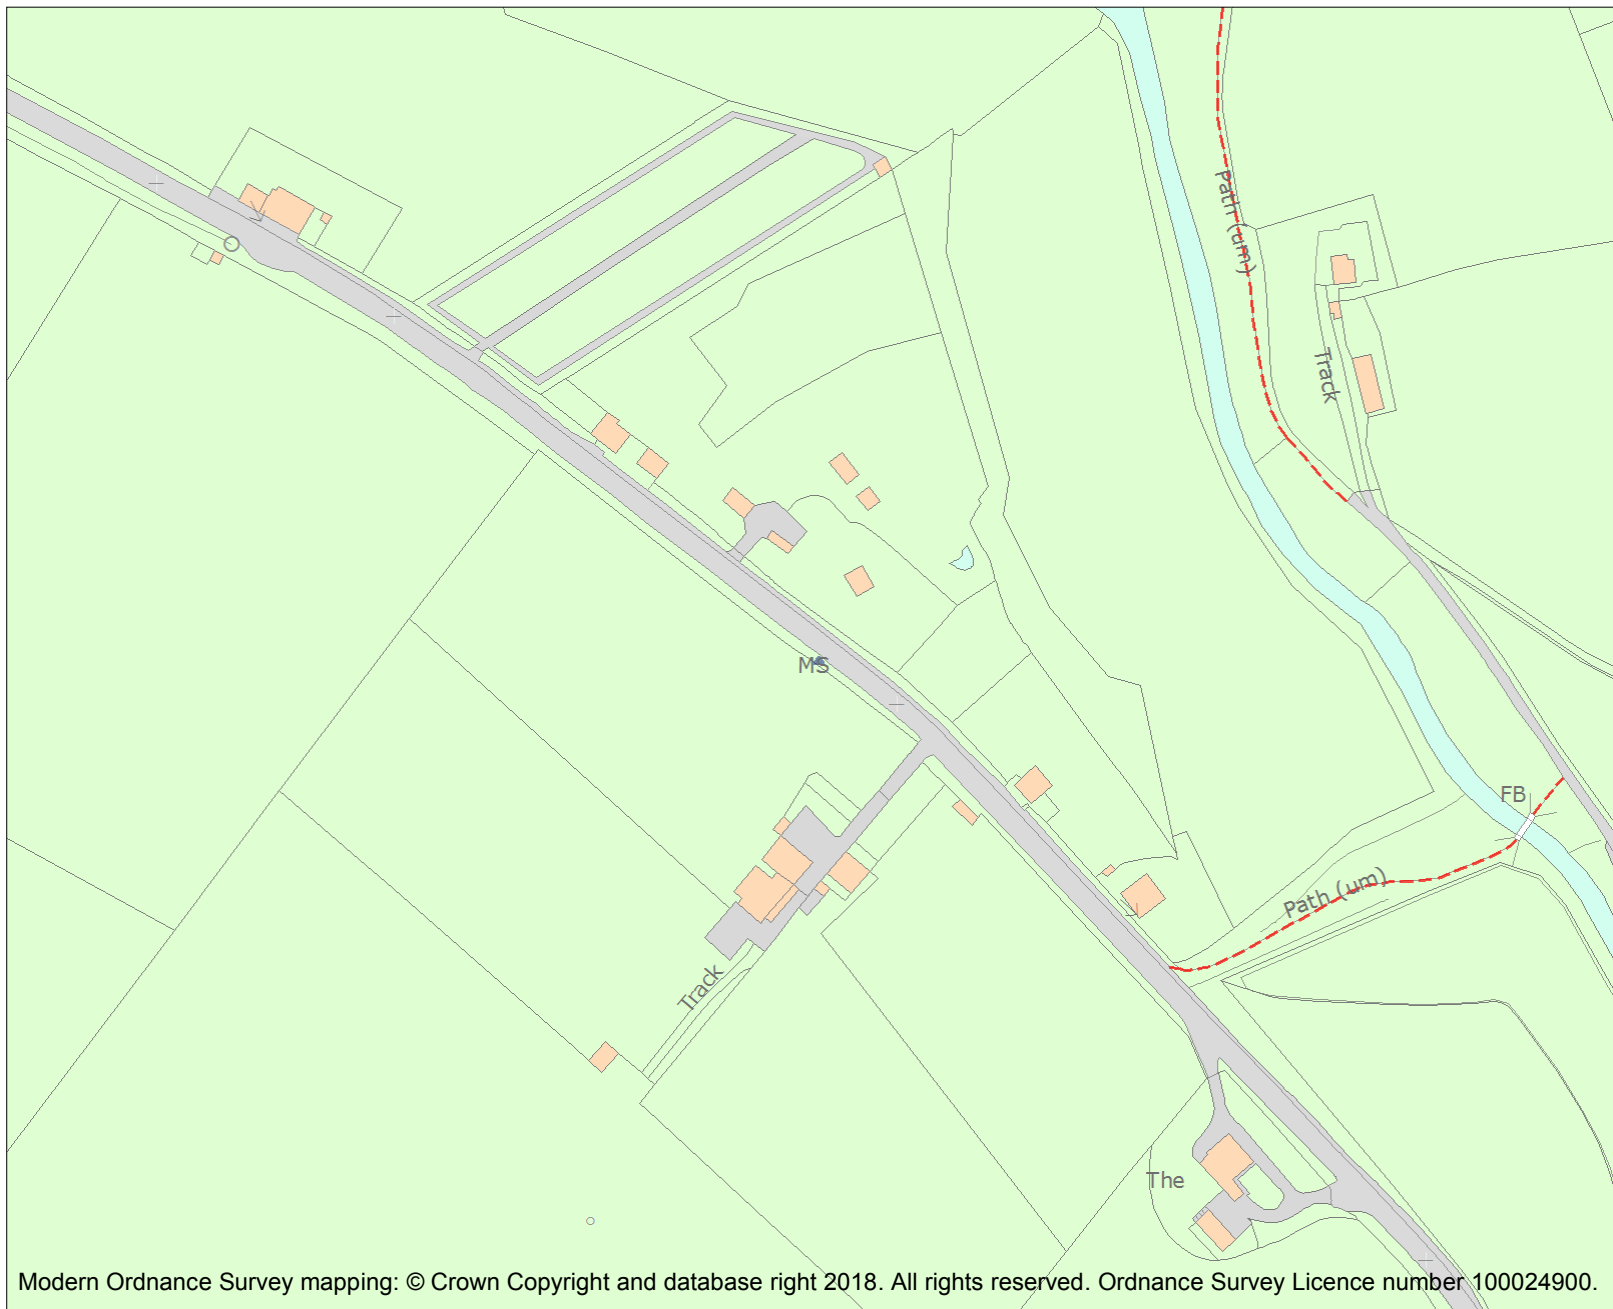 Path (um)
Track
MS
FB
Path (um)
Track
The
Modern Ordnance Survey mapping: © Crown Copyright and database right 2018. All rights reserved. Ordnance Survey Licence number 100024900.